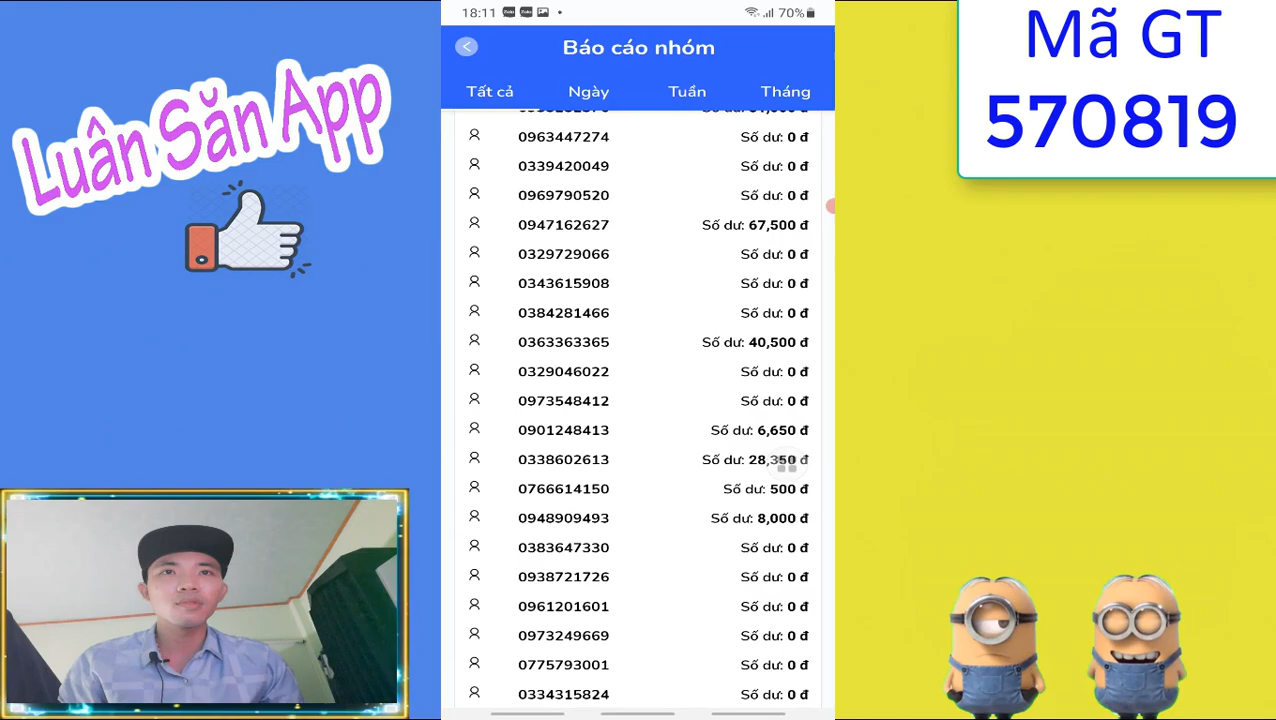 Luân Săn App
18:11
Zalo Zalo
70%
Báo cáo nhóm
Tất cả Ngày Tuần Tháng
0963447274 Số dư: 0 đ
0339420049 Số dư: 0 đ
0969790520 Số dư: 0 đ
0947162627 Số dư: 67,500 đ
0329729066 Số dư: 0 đ
0343615908 Số dư: 0 đ
0384281466 Số dư: 0 đ
0363363365 Số dư: 40,500 đ
0329046022 Số dư: 0 đ
0973548412 Số dư: 0 đ
0901248413 Số dư: 6,650 đ
0338602613 Số dư: 28,350 đ
0766614150 Số dư: 500 đ
0948909493 Số dư: 8,000 đ
0383647330 Số dư: 0 đ
0938721726 Số dư: 0 đ
0961201601 Số dư: 0 đ
0973249669 Số dư: 0 đ
0775793001 Số dư: 0 đ
0334315824 Số dư: 0 đ
Mã GT
570819